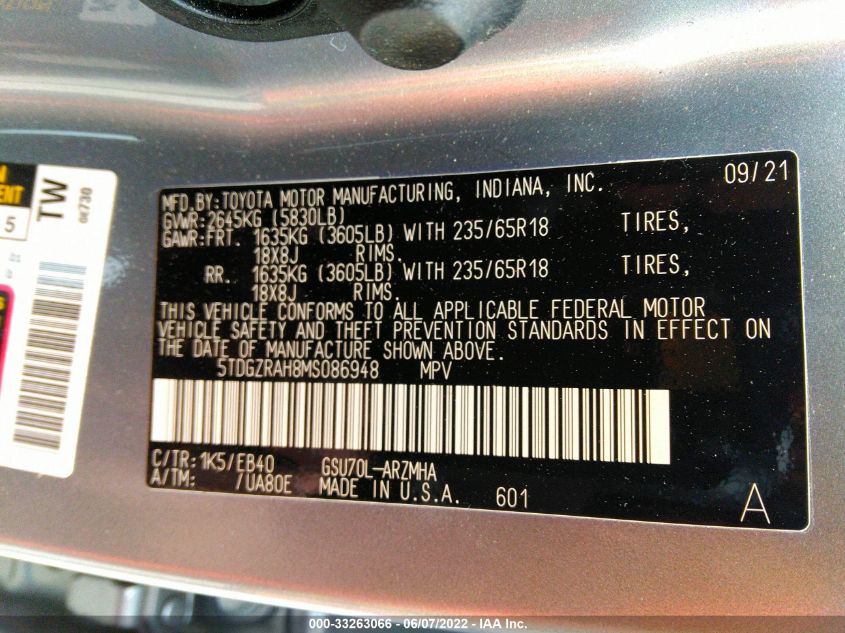 MFD.BY:TOYOTA MOTOR MANUFACTURING, INDIANA, INC. 09/21
GVWR:2645KG (5830LB)
GAWR:FRT. 1635KG (3605LB) WITH 235/65R18 TIRES,
18X8J RIMS.
RR. 1635KG (3605LB) WITH 235/65R18 TIRES,
18X8J RIMS.
THIS VEHICLE CONFORMS TO ALL APPLICABLE FEDERAL MOTOR
VEHICLE SAFETY AND THEFT PREVENTION STANDARDS IN EFFECT ON
THE DATE OF MANUFACTURE SHOWN ABOVE.
5TDGZRAH8MS086948 MPV
C/TR:1K5/EB40 GSU70L-ARZMHA
A/TM: /UA80E MADE IN U.S.A. 601
A
5
TW
0E730
000-33263066 - 06/07/2022 - IAA Inc.